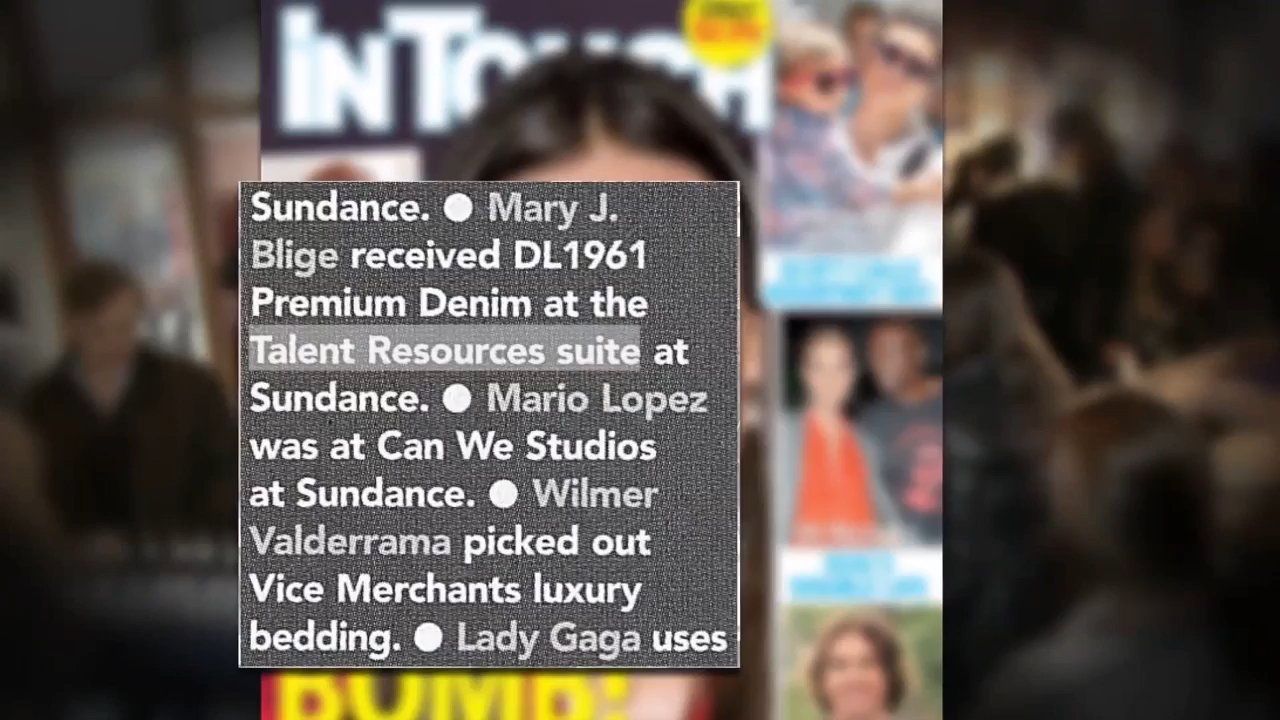 INTOUCH
Sundance. ● Mary J.
Blige received DL1961
Premium Denim at the
Talent Resources suite at
Sundance. ● Mario Lopez
was at Can We Studios
at Sundance. ● Wilmer
Valderrama picked out
Vice Merchants luxury
bedding. ● Lady Gaga uses
BOMB!